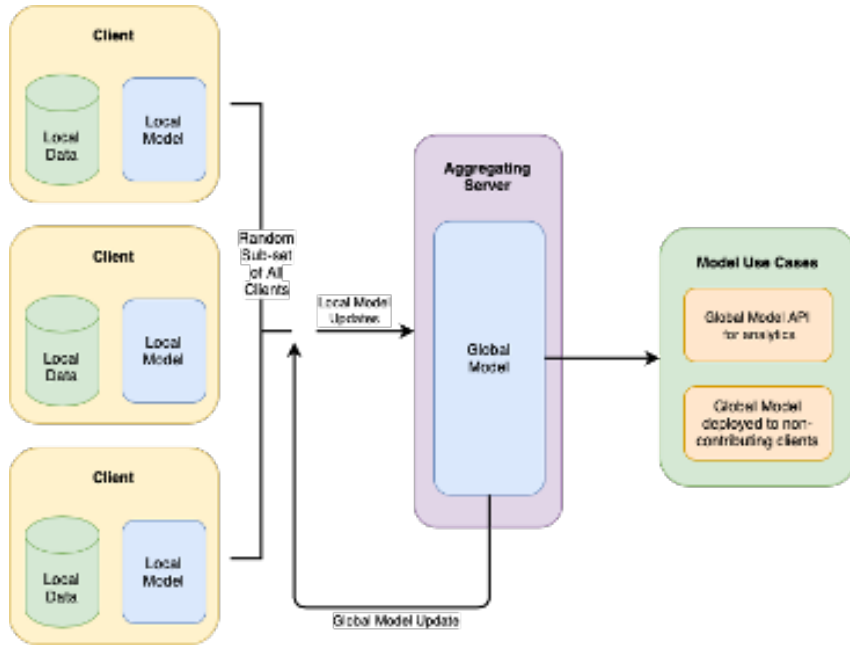 Client
Local
Data
Local
Model
Client
Local
Data
Local
Model
Client
Local
Data
Local
Model
Random
Sub-set
of All
Clients
Local Model
Updates
Aggregating
Server
Global
Model
Global Model Update
Model Use Cases
Global Model API
for analytics
Global Model
deployed to non-
contributing clients